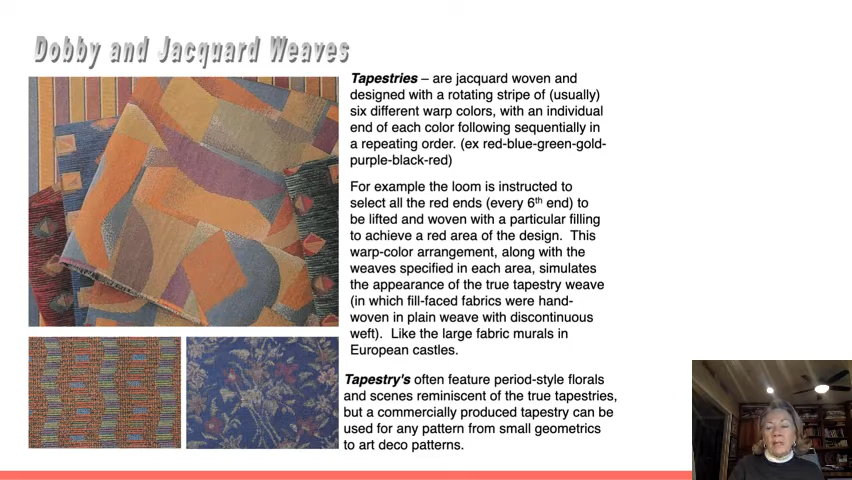 Dobby and Jacquard Weaves
Tapestries – are jacquard woven and
designed with a rotating stripe of (usually)
six different warp colors, with an individual
end of each color following sequentially in
a repeating order. (ex red-blue-green-gold-
purple-black-red)
For example the loom is instructed to
select all the red ends (every 6th end) to
be lifted and woven with a particular filling
to achieve a red area of the design.  This
warp-color arrangement, along with the
weaves specified in each area, simulates
the appearance of the true tapestry weave
(in which fill-faced fabrics were hand-
woven in plain weave with discontinuous
weft).  Like the large fabric murals in
European castles.
Tapestry's often feature period-style florals
and scenes reminiscent of the true tapestries,
but a commercially produced tapestry can be
used for any pattern from small geometrics
to art deco patterns.